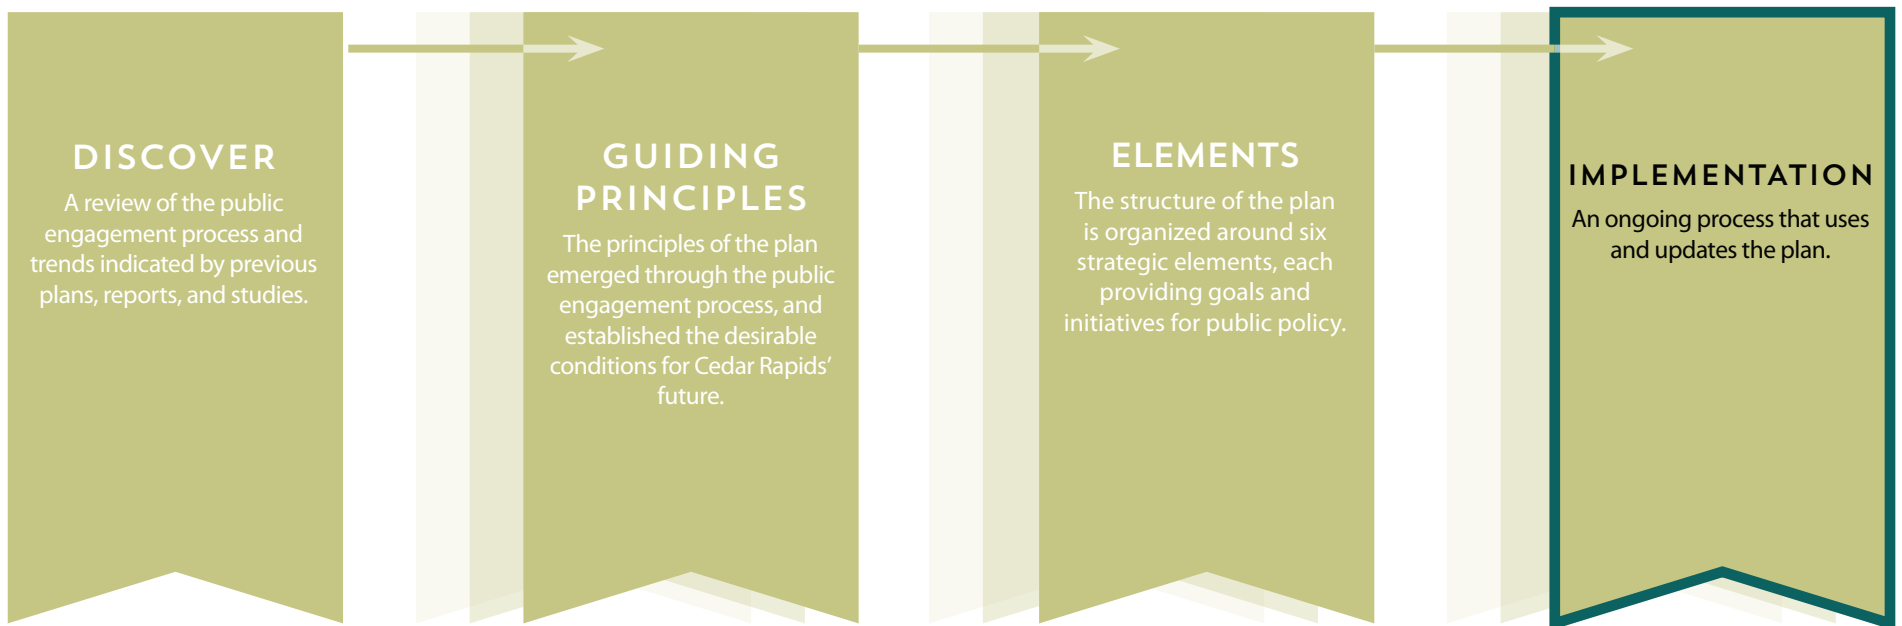 DISCOVER
A review of the public
engagement process and
trends indicated by previous
plans, reports, and studies.
GUIDING
PRINCIPLES
The principles of the plan
emerged through the public
engagement process, and
established the desirable
conditions for Cedar Rapids’
future.
ELEMENTS
The structure of the plan
is organized around six
strategic elements, each
providing goals and
initiatives for public policy.
IMPLEMENTATION
An ongoing process that uses
and updates the plan.